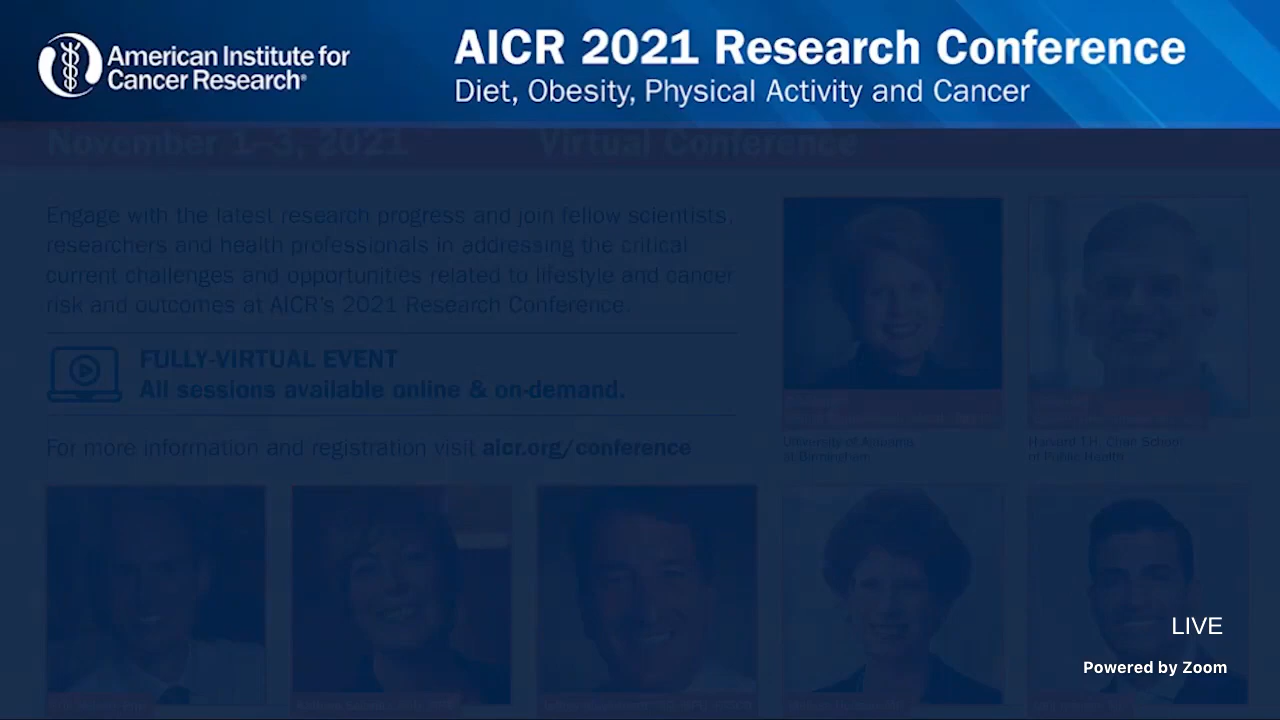 American Institute for
Cancer Research®
AICR 2021 Research Conference
Diet, Obesity, Physical Activity and Cancer
November 1–3, 2021
Virtual Conference
Engage with the latest research progress and join fellow scientists,
researchers and health professionals in addressing the critical
current challenges and opportunities related to lifestyle and cancer
risk and outcomes at AICR's 2021 Research Conference.
FULLY-VIRTUAL EVENT
All sessions available online & on-demand.
For more information and registration visit aicr.org/conference
University of Alabama
at Birmingham
Harvard T.H. Chan School
of Public Health
LIVE
Powered by Zoom